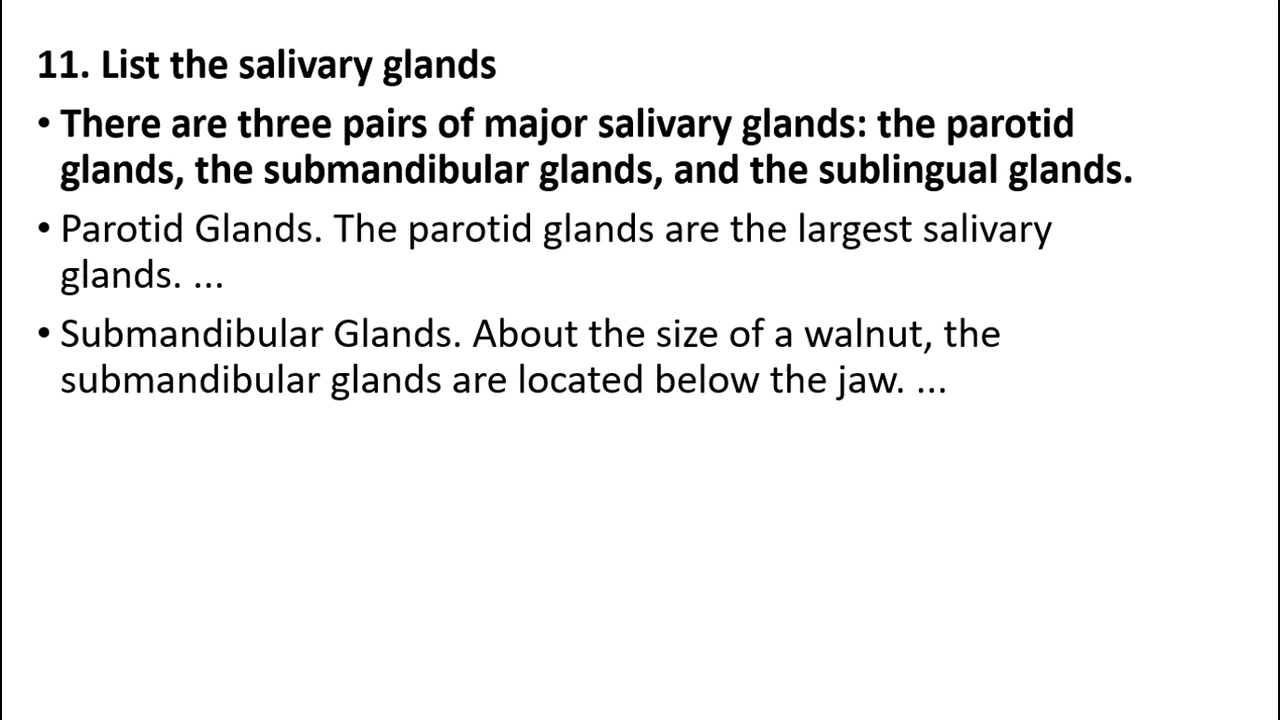 11. List the salivary glands
• There are three pairs of major salivary glands: the parotid
glands, the submandibular glands, and the sublingual glands.
• Parotid Glands. The parotid glands are the largest salivary
glands. ...
• Submandibular Glands. About the size of a walnut, the
submandibular glands are located below the jaw. ...